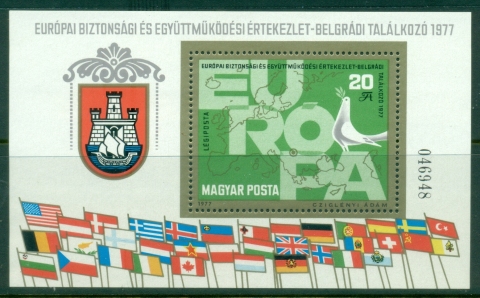 EURÓPAI BIZTONSÁGI ÉS EGYÜTTMŰKÖDÉSI ÉRTEKEZLET-BELGRÁDI TALÁLKOZÓ 1977
EURÓPAI BIZTONSÁGI ÉS EGYÜTTMŰKÖDÉSI ÉRTEKEZLET-BELGRÁDI
TALÁLKOZÓ 1977
20
Ft
LÉGIPOSTA
EU
RÓ
PA
MAGYAR POSTA
1977
CZIGLÉNYI ÁDÁM
046948